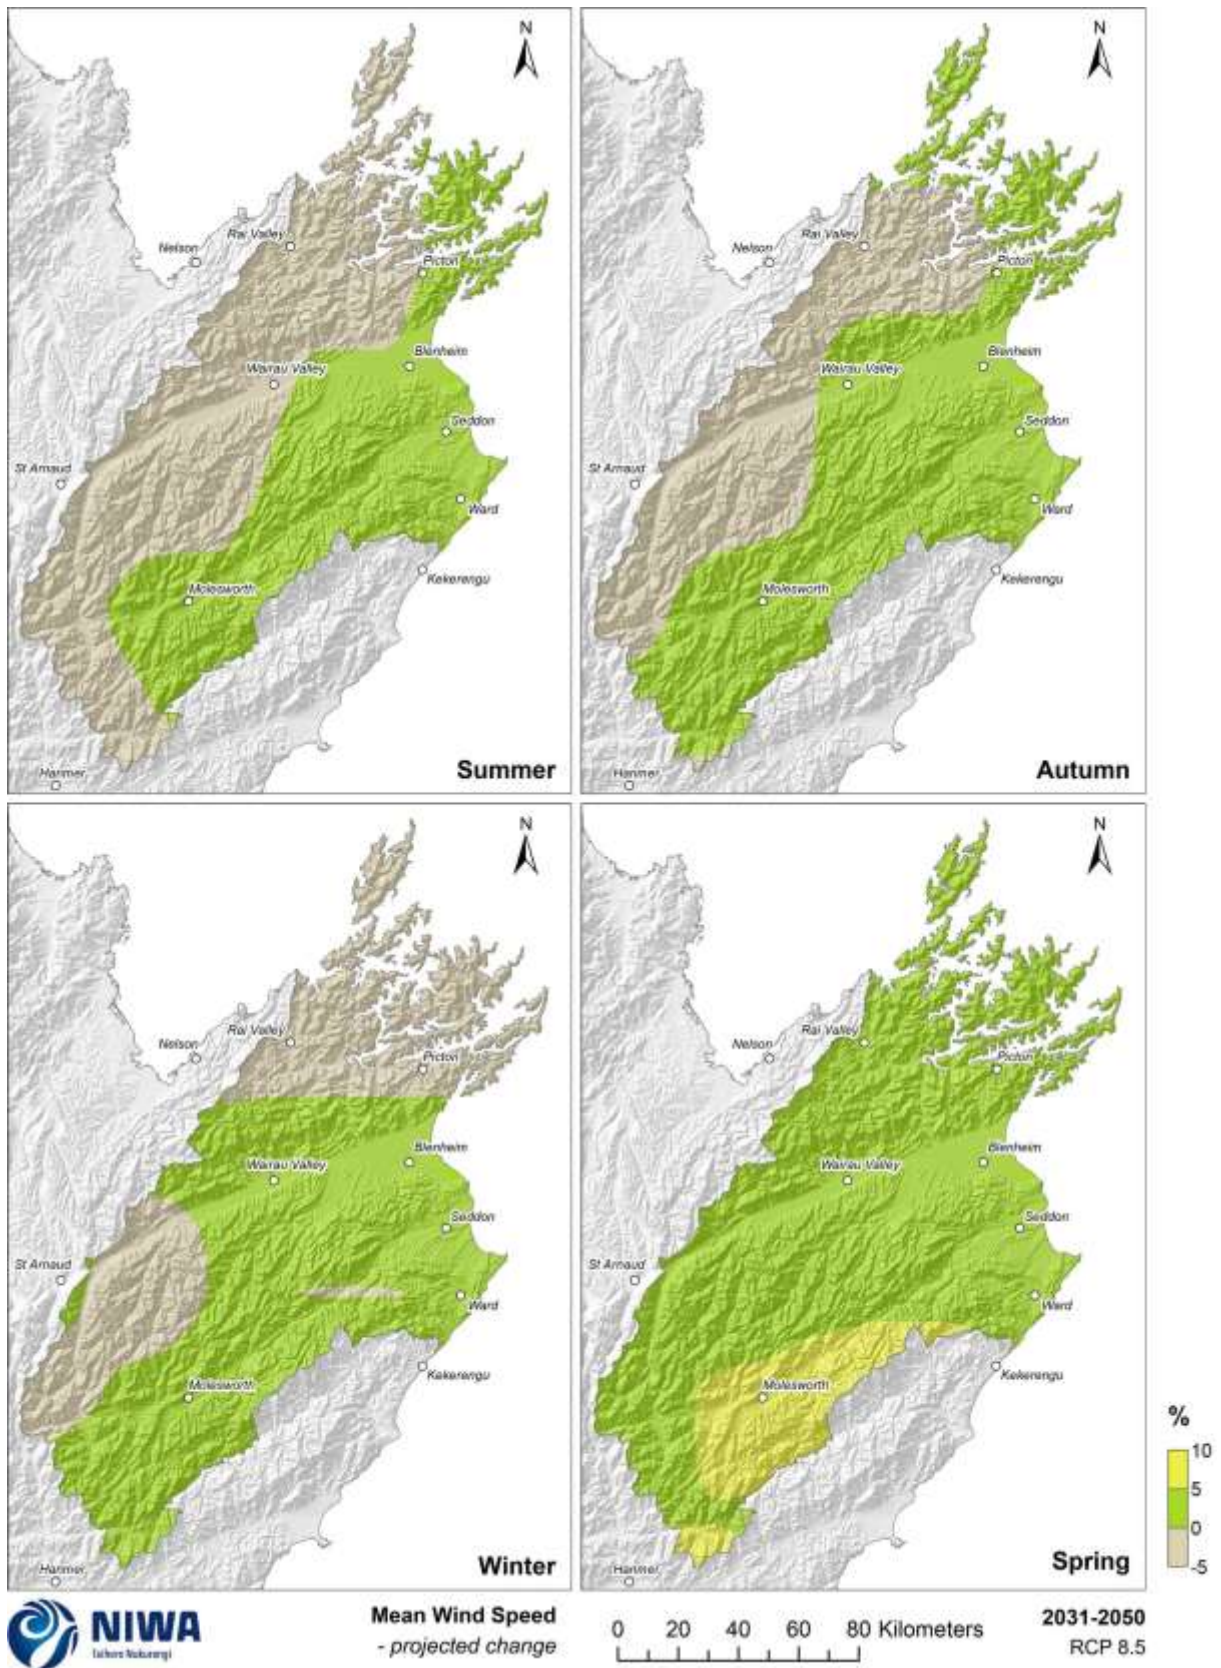 N
Nelson
Rai Valley
Picton
Wairau Valley
Blenheim
Seddon
St Arnaud
Ward
Molesworth
Kekerengu
Hanmer
Summer
N
Nelson
Rai Valley
Picton
Wairau Valley
Blenheim
Seddon
St Arnaud
Ward
Molesworth
Kekerengu
Hanmer
Autumn
N
Nelson
Rai Valley
Picton
Wairau Valley
Blenheim
Seddon
St Arnaud
Ward
Molesworth
Kekerengu
Hanmer
Winter
N
Nelson
Rai Valley
Picton
Wairau Valley
Blenheim
Seddon
St Arnaud
Ward
Molesworth
Kekerengu
Hanmer
Spring
%
10
5
0
-5
NIWA
Taihoro Nukurangi
Mean Wind Speed
- projected change
0 20 40 60 80 Kilometers
2031-2050
RCP 8.5